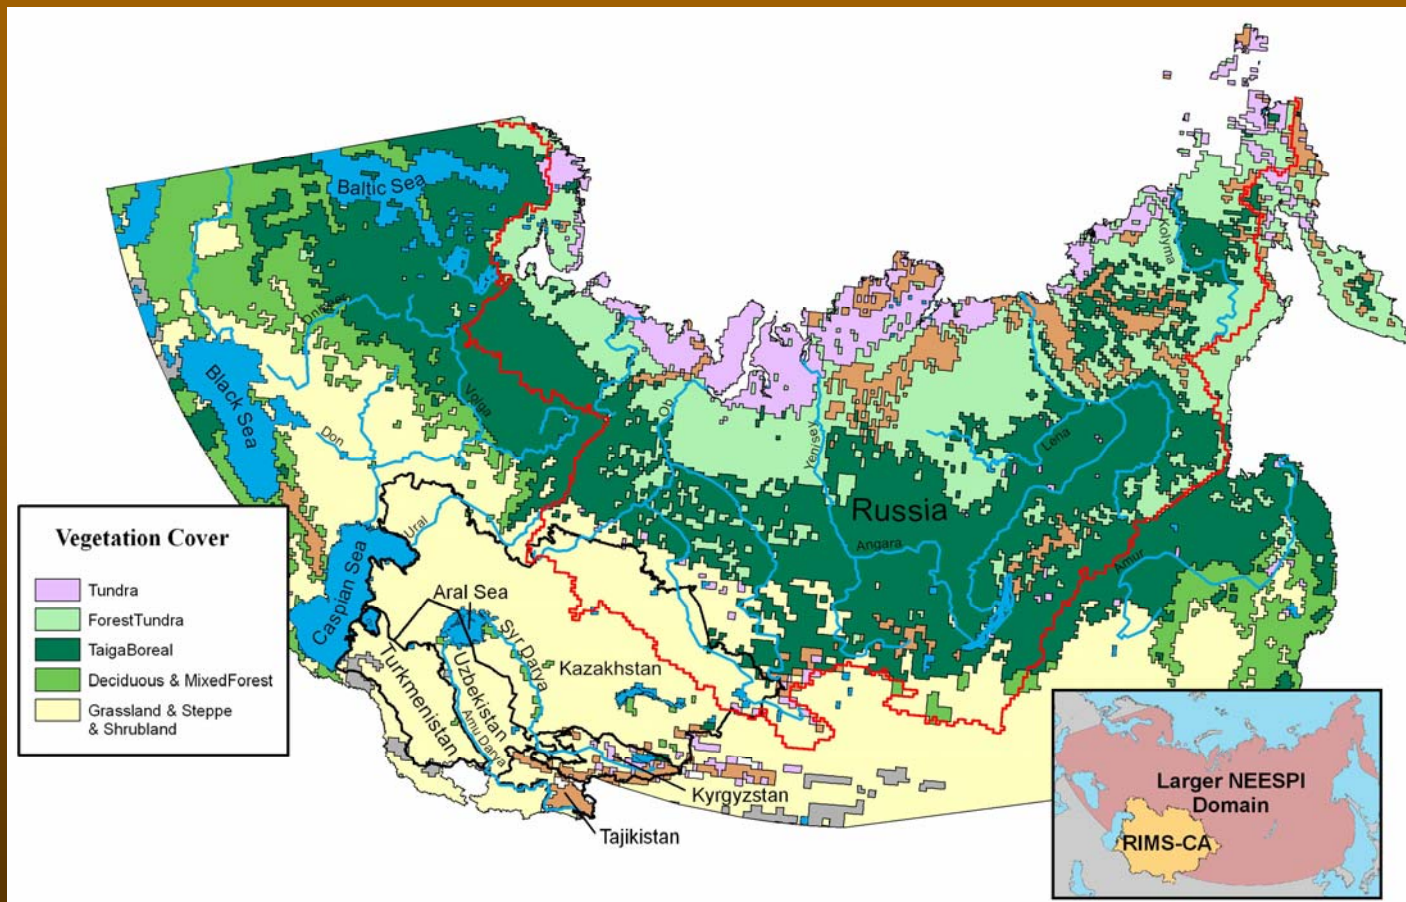 Baltic Sea
Kolyma
Dnieper
Black Sea
Volga
Ob
Don
Yenisey
Lena
Russia
Ural
Angara
Amur
Caspian Sea
Aral Sea
Syr Darya
Kazakhstan
Uzbekistan
Turkmenistan
Amu Darya
Kyrgyzstan
Tajikistan
Vegetation Cover
Tundra
ForestTundra
TaigaBoreal
Deciduous & MixedForest
Grassland & Steppe
& Shrubland
Larger NEESPI
Domain
RIMS-CA